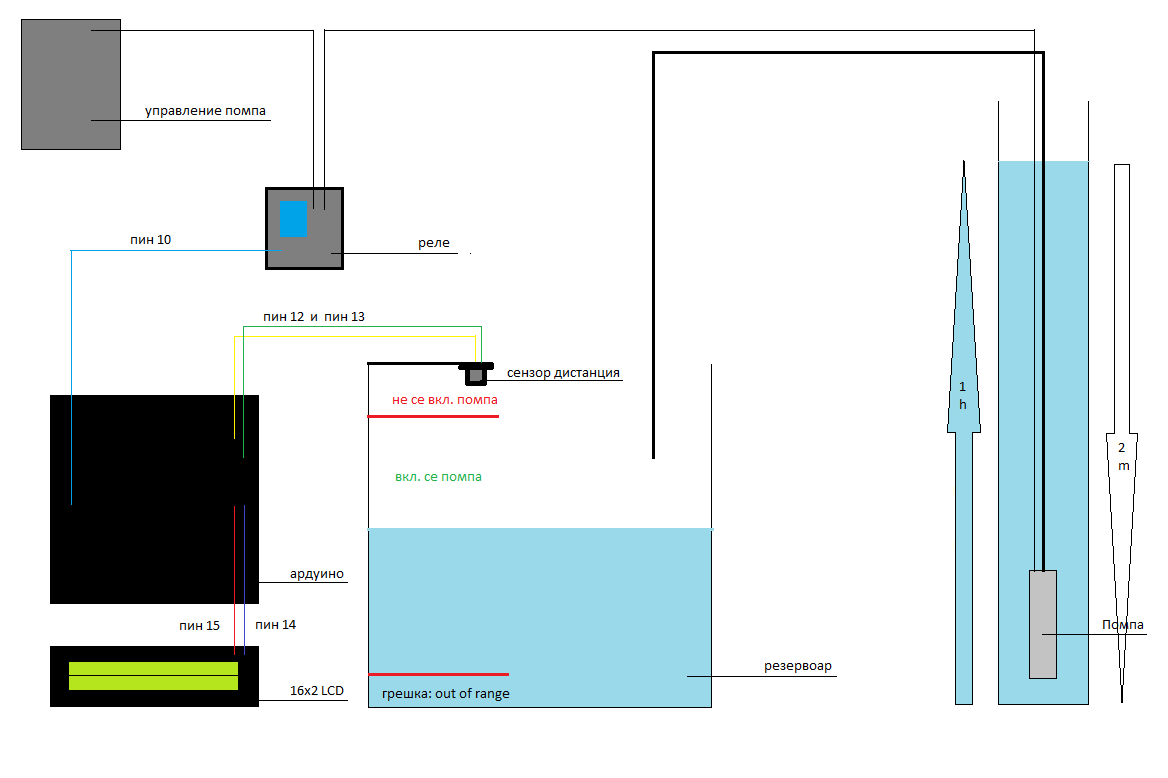 управление помпа
пин 10
реле
пин 12 и пин 13
сензор дистанция
не се вкл. помпа
1
h
2
m
вкл. се помпа
ардуино
пин 15
пин 14
Помпа
резервоар
16x2 LCD
грешка: out of range